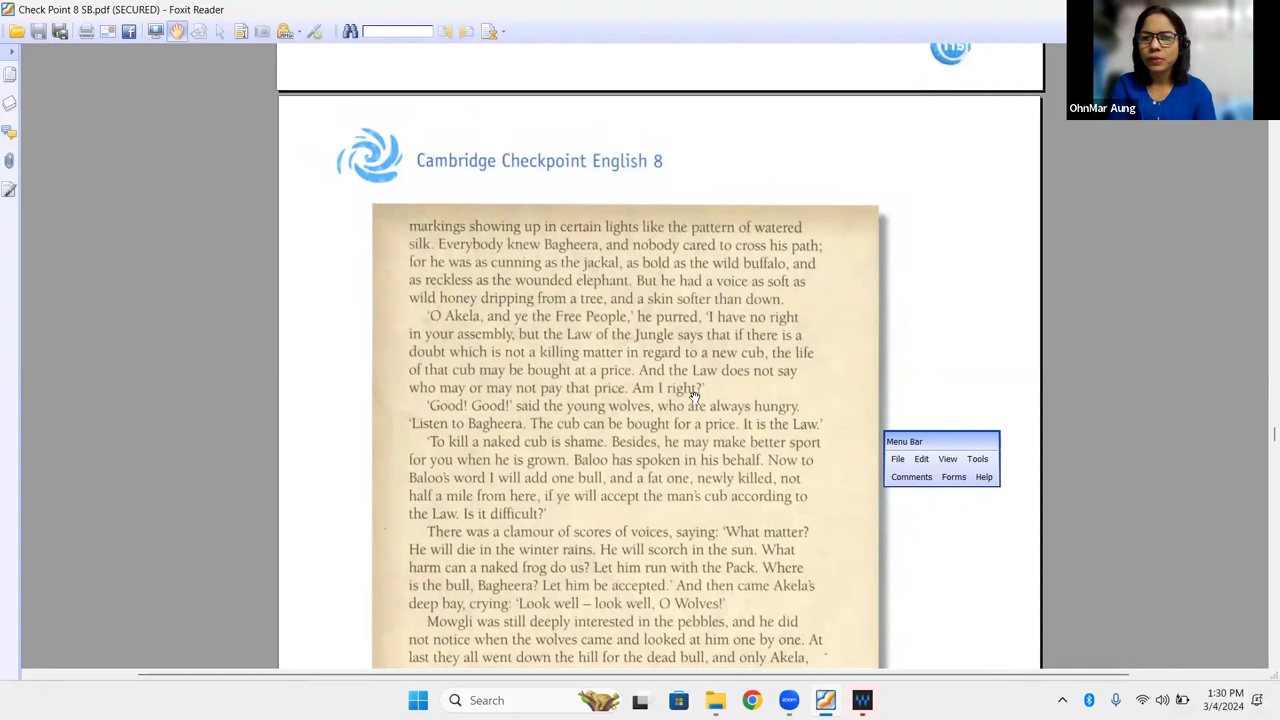 Check Point 8 SB.pdf (SECURED) - Foxit Reader
115
OhnMar Aung
Cambridge Checkpoint English 8
markings showing up in certain lights like the pattern of watered
silk. Everybody knew Bagheera, and nobody cared to cross his path;
for he was as cunning as the jackal, as bold as the wild buffalo, and
as reckless as the wounded elephant. But he had a voice as soft as
wild honey dripping from a tree, and a skin softer than down.
‘O Akela, and ye the Free People,’ he purred, ‘I have no right
in your assembly, but the Law of the Jungle says that if there is a
doubt which is not a killing matter in regard to a new cub, the life
of that cub may be bought at a price. And the Law does not say
who may or may not pay that price. Am I right?’
‘Good! Good!’ said the young wolves, who are always hungry.
‘Listen to Bagheera. The cub can be bought for a price. It is the Law.’
‘To kill a naked cub is shame. Besides, he may make better sport
for you when he is grown. Baloo has spoken in his behalf. Now to
Baloo’s word I will add one bull, and a fat one, newly killed, not
half a mile from here, if ye will accept the man’s cub according to
the Law. Is it difficult?’
There was a clamour of scores of voices, saying: ‘What matter?
He will die in the winter rains. He will scorch in the sun. What
harm can a naked frog do us? Let him run with the Pack. Where
is the bull, Bagheera? Let him be accepted.’ And then came Akela’s
deep bay, crying: ‘Look well – look well, O Wolves!’
Mowgli was still deeply interested in the pebbles, and he did
not notice when the wolves came and looked at him one by one. At
last they all went down the hill for the dead bull, and only Akela,
Menu Bar
File Edit View Tools
Comments Forms Help
Search
1:30 PM
3/4/2024